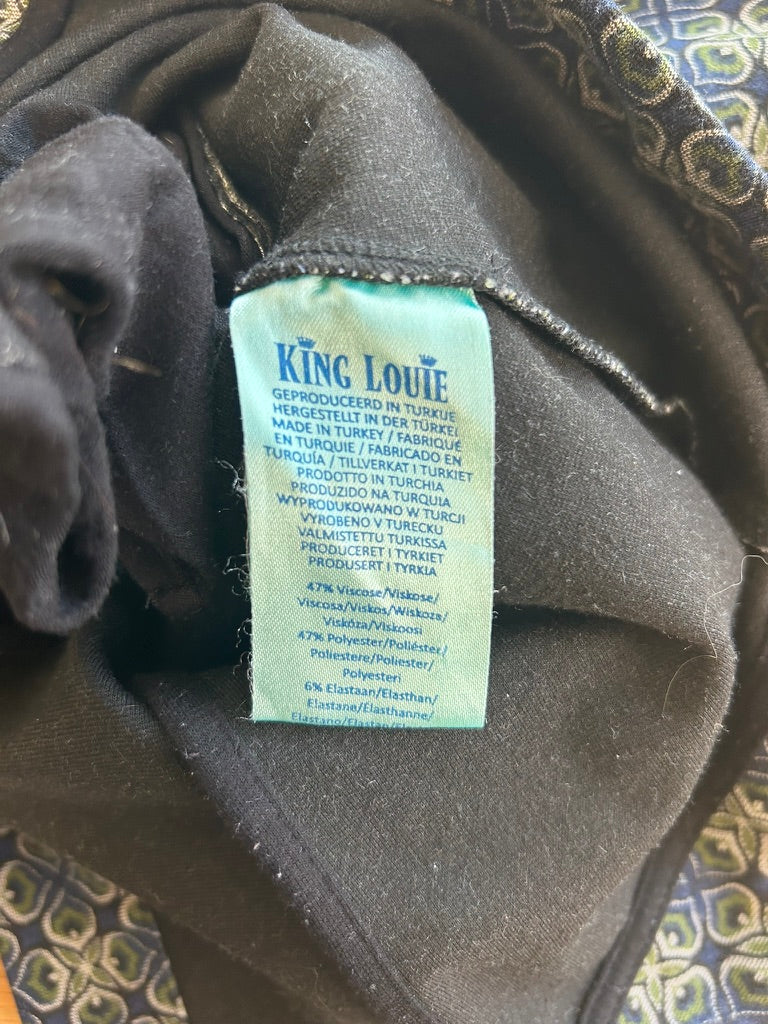 KING LOUIE
GEPRODUCEERD IN TURKIJE
HERGESTELLT IN DER TÜRKEI
MADE IN TURKEY / FABRIQUÉ
EN TURQUIE / FABRICADO EN
TURQUÍA / TILLVERKAT I TURKIET
PRODOTTO IN TURCHIA
PRODUZIDO NA TURQUIA
WYPRODUKOWANO W TURCJI
VYROBENO V TURECKU
VALMISTETTU TURKISSA
PRODUCERET I TYRKIET
PRODUSERT I TYRKIA
47% Viscose/Viskose/
Viscosa/Viskos/Wiskoza/
Viskóza/Viskoosi
47% Polyester/Poliéster/
Poliestere/Poliester/
Polyesteri
6% Elastaan/Elasthan/
Elastane/Élasthanne/
Elastano/